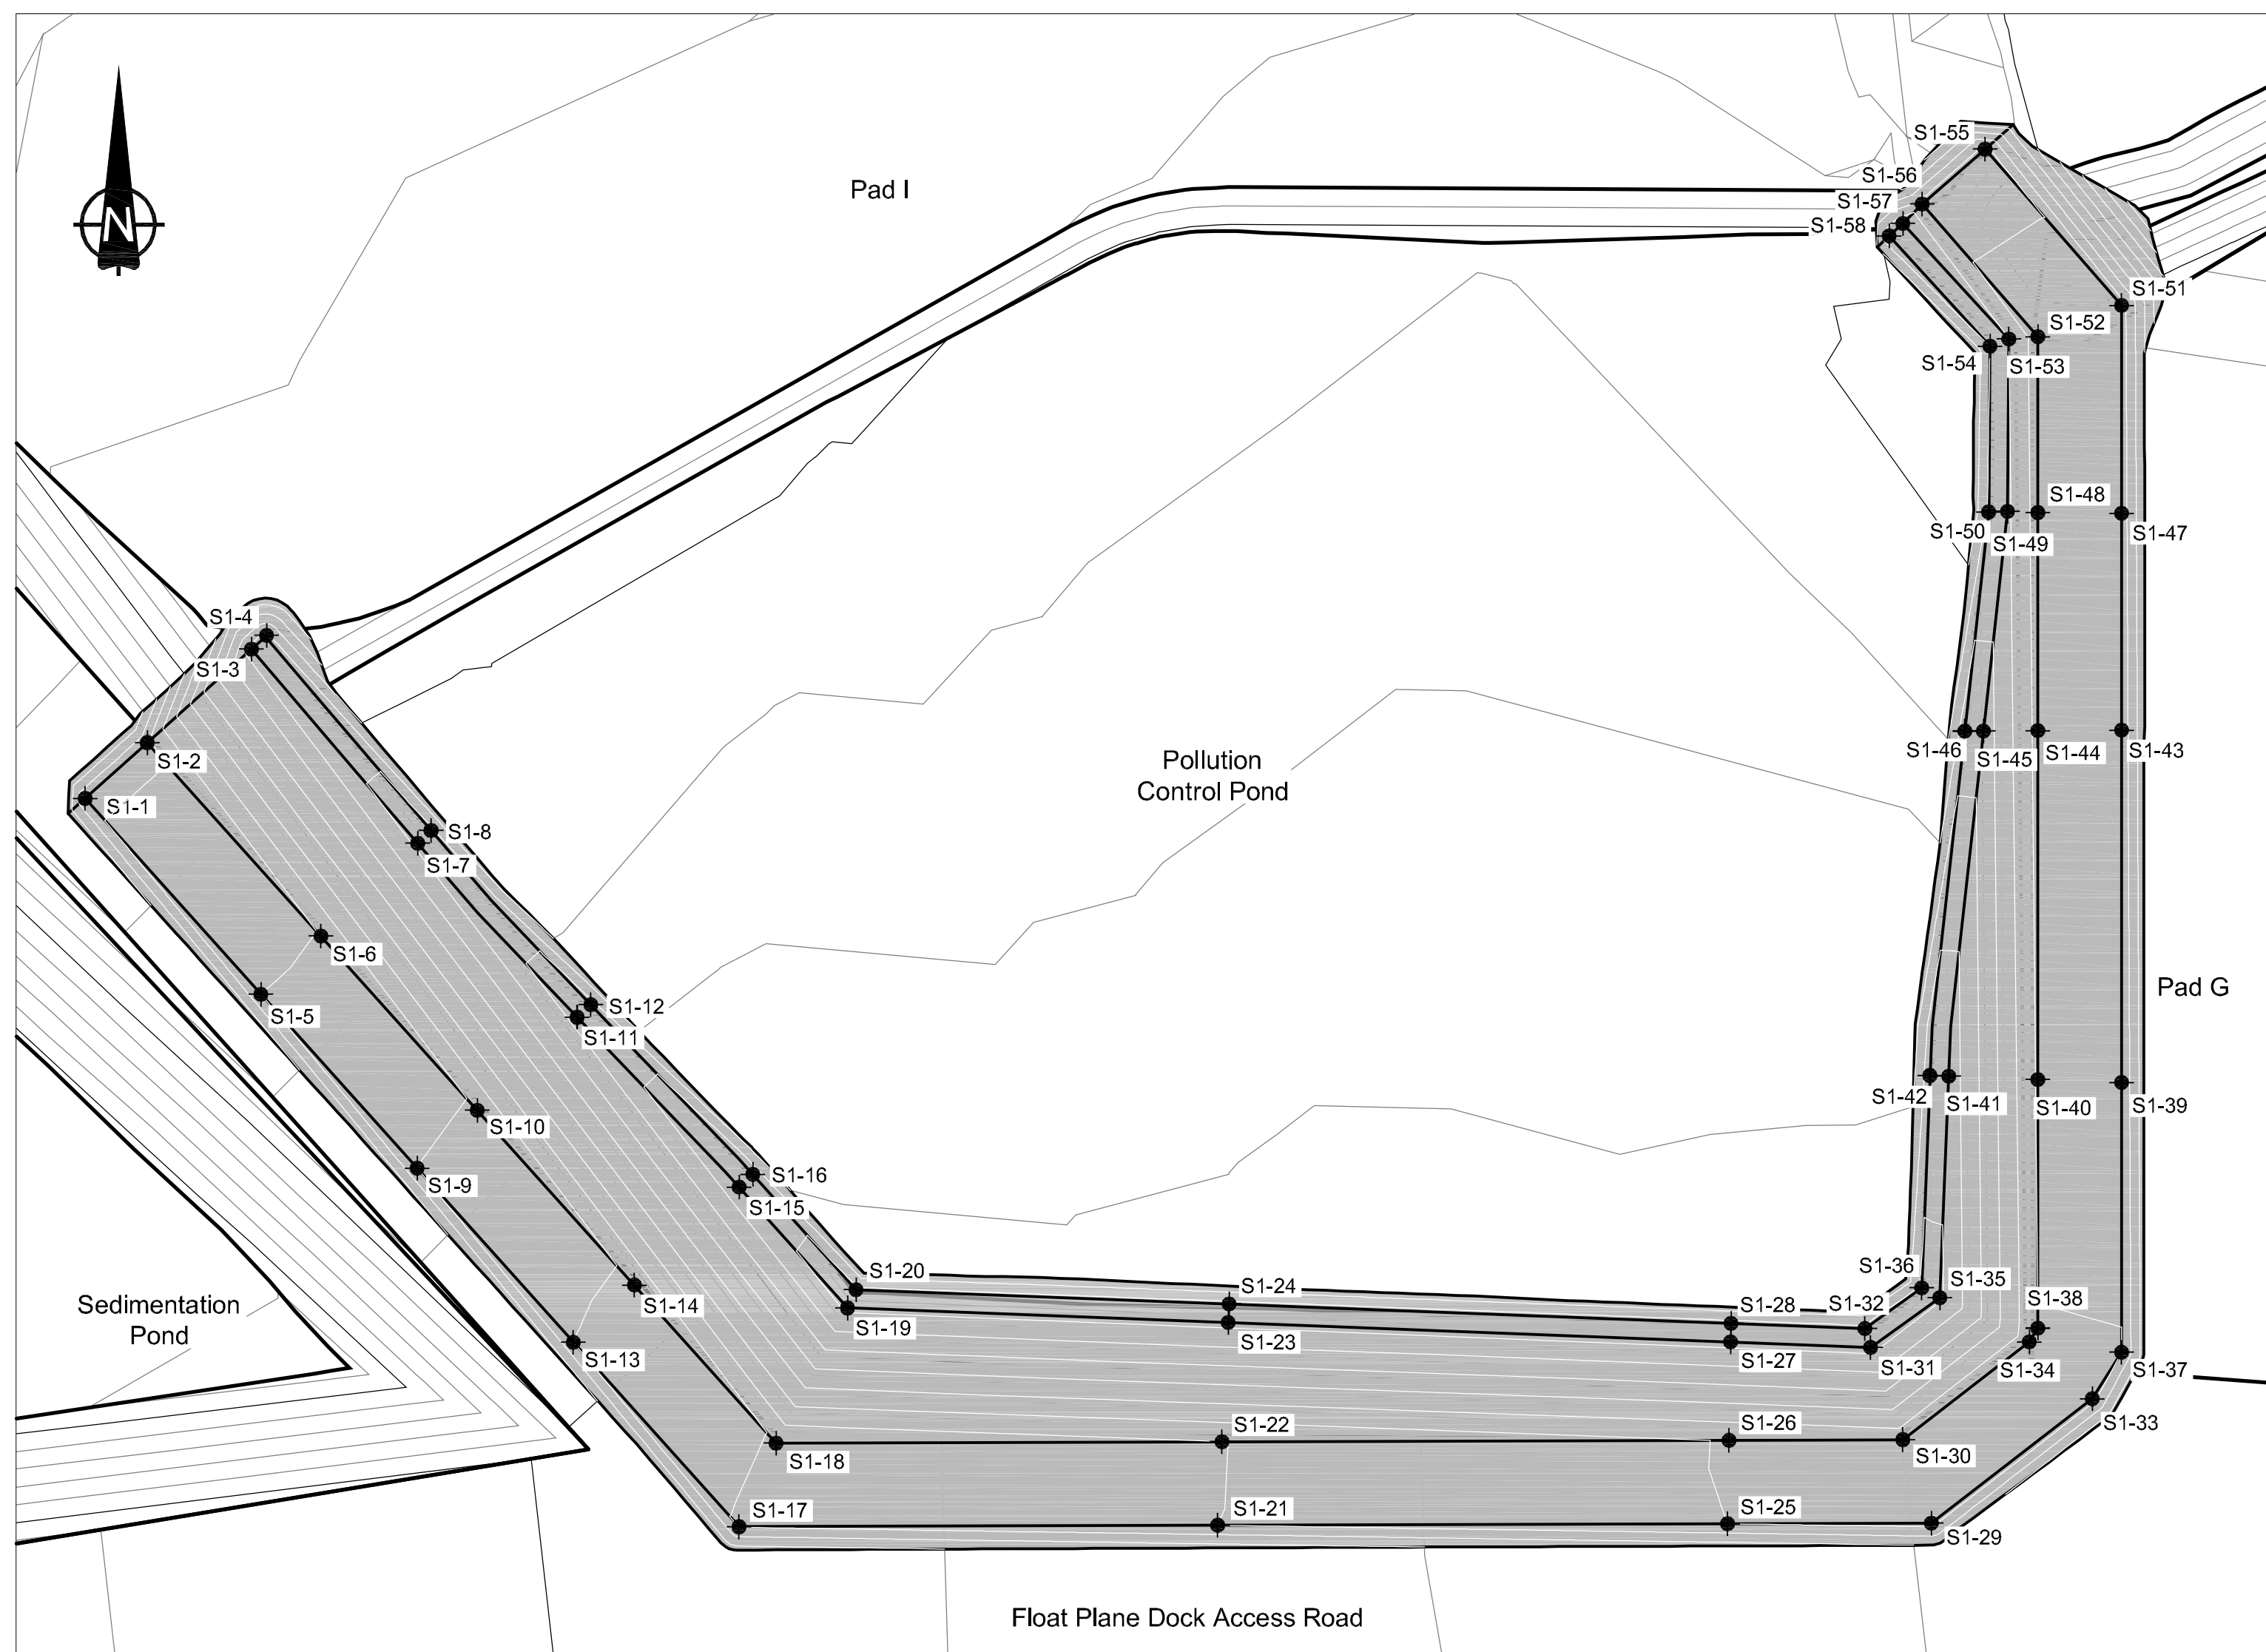 S1-55
S1-56
Pad I
S1-57
N
S1-58
S1-51
S1-52
S1-54
S1-53
S1-48
S1-47
S1-50
S1-49
S1-4
S1-3
S1-2
S1-46
S1-45
S1-44
S1-43
Pollution
Control Pond
S1-1
S1-8
S1-7
S1-6
Pad G
S1-5
S1-12
S1-11
S1-42
S1-41
S1-40
S1-39
S1-10
S1-9
S1-16
S1-15
S1-20
S1-36
S1-35
S1-24
S1-28
S1-32
S1-38
Sedimentation
Pond
S1-14
S1-19
S1-23
S1-27
S1-31
S1-34
S1-37
S1-13
S1-22
S1-26
S1-33
S1-18
S1-30
S1-17
S1-21
S1-25
S1-29
Float Plane Dock Access Road